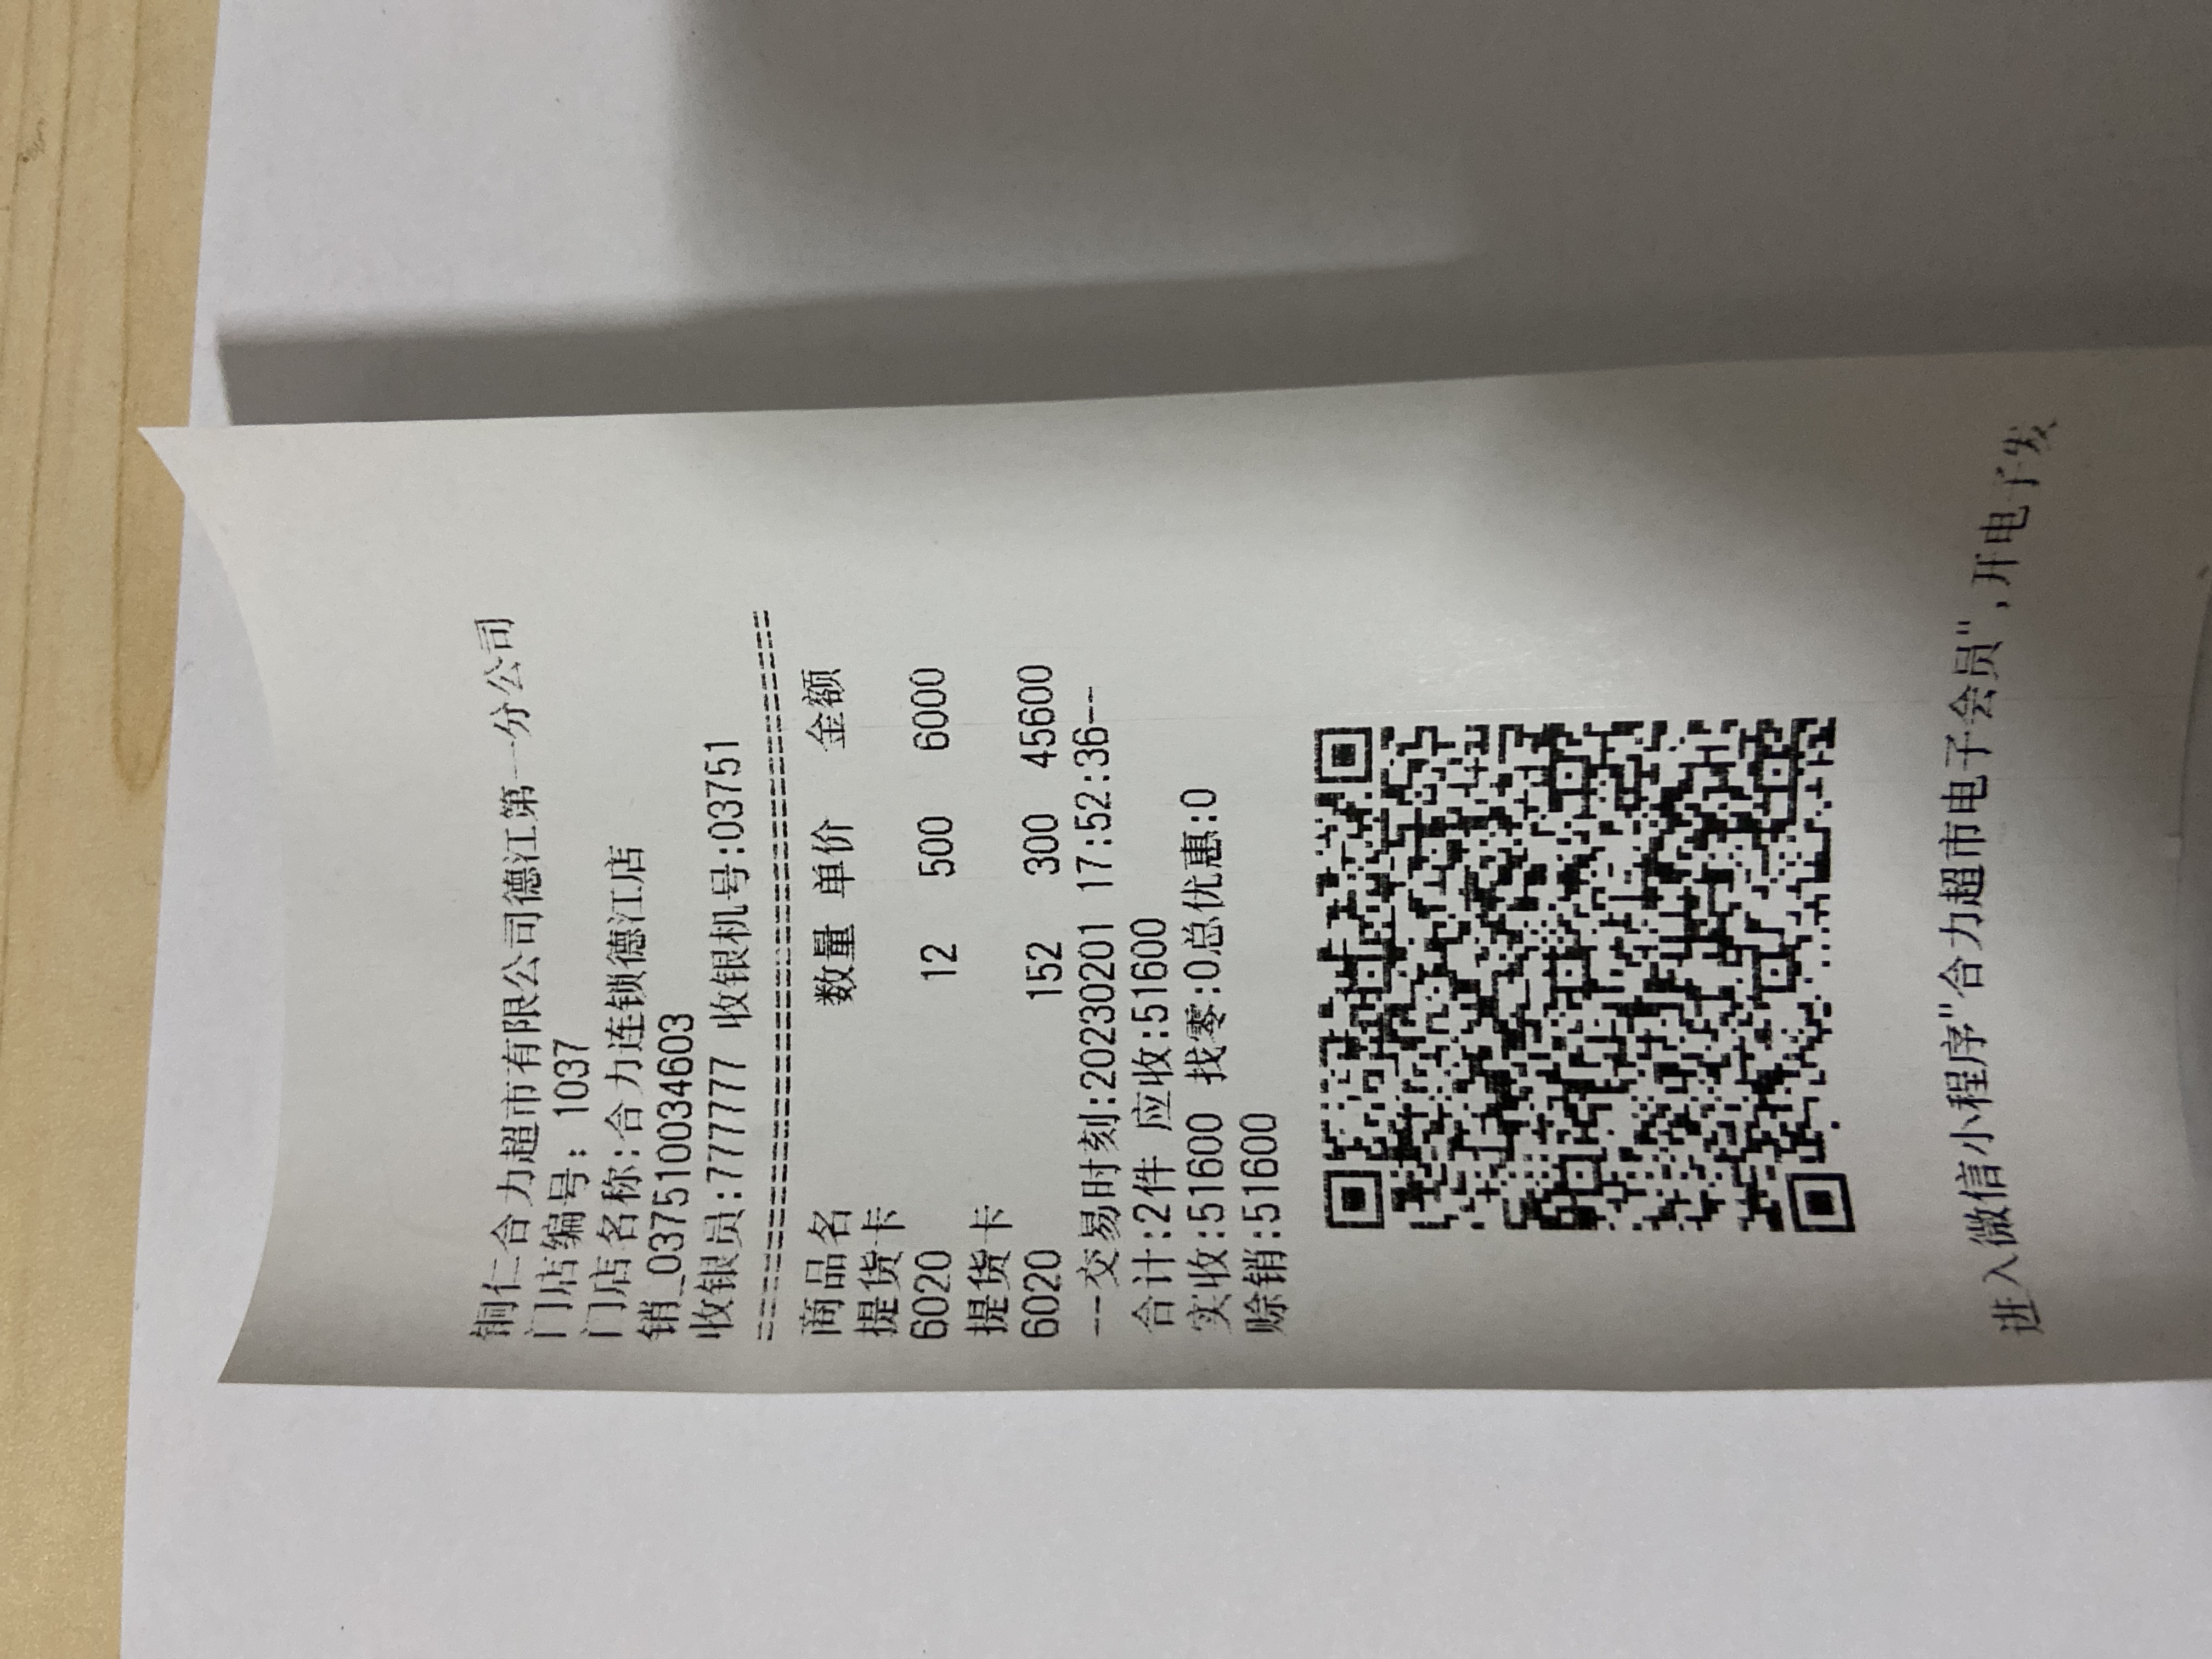 铜仁合力超市有限公司德江第一分公司
门店编号: 1037
门店名称:合力连锁德江店
销_037510034603
收银员:777777 收银机号:03751
商品名 数量 单价 金额
提货卡
6020 12 500 6000
提货卡
6020 152 300 45600
--交易时刻:20230201 17:52:36--
合计:2件 应收:51600
实收:51600 找零:0总优惠:0
赊销:51600
进入微信小程序"合力超市电子会员",开电子发